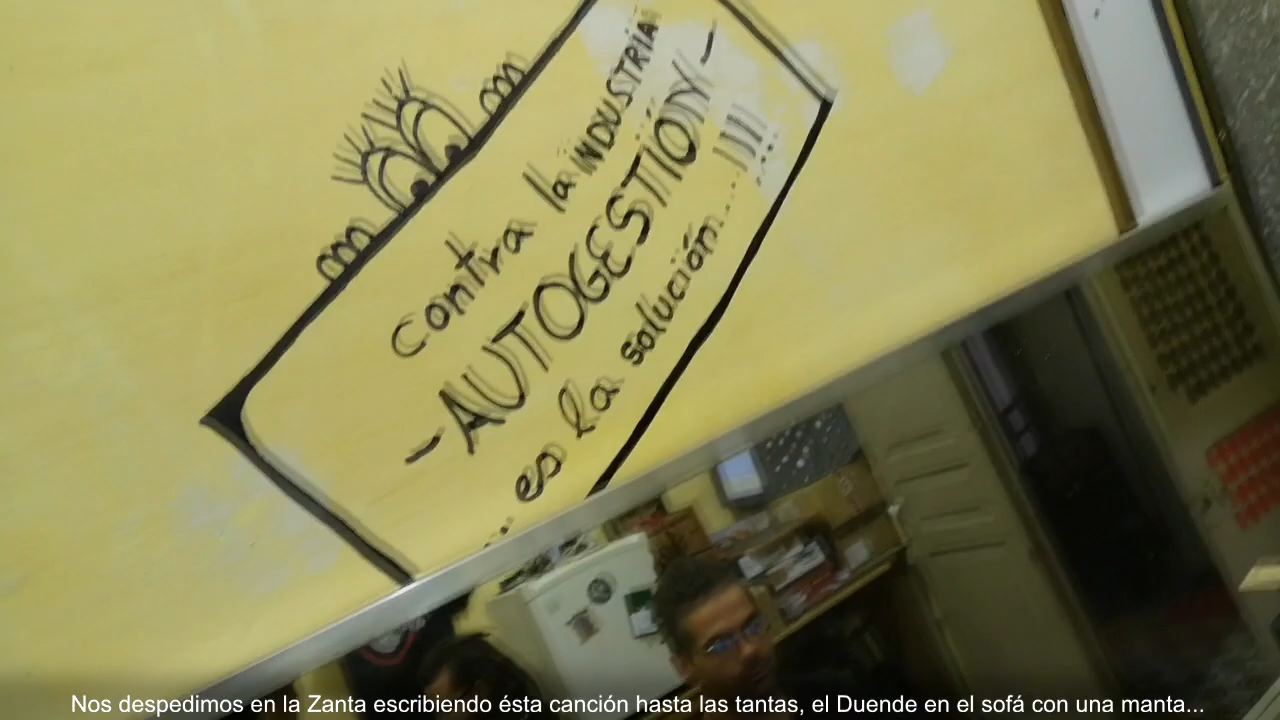 contra la INDUSTRIA
- AUTOGESTIÓN -
... es la solución....!!!!
Nos despedimos en la Zanta escribiendo ésta canción hasta las tantas, el Duende en el sofá con una manta...